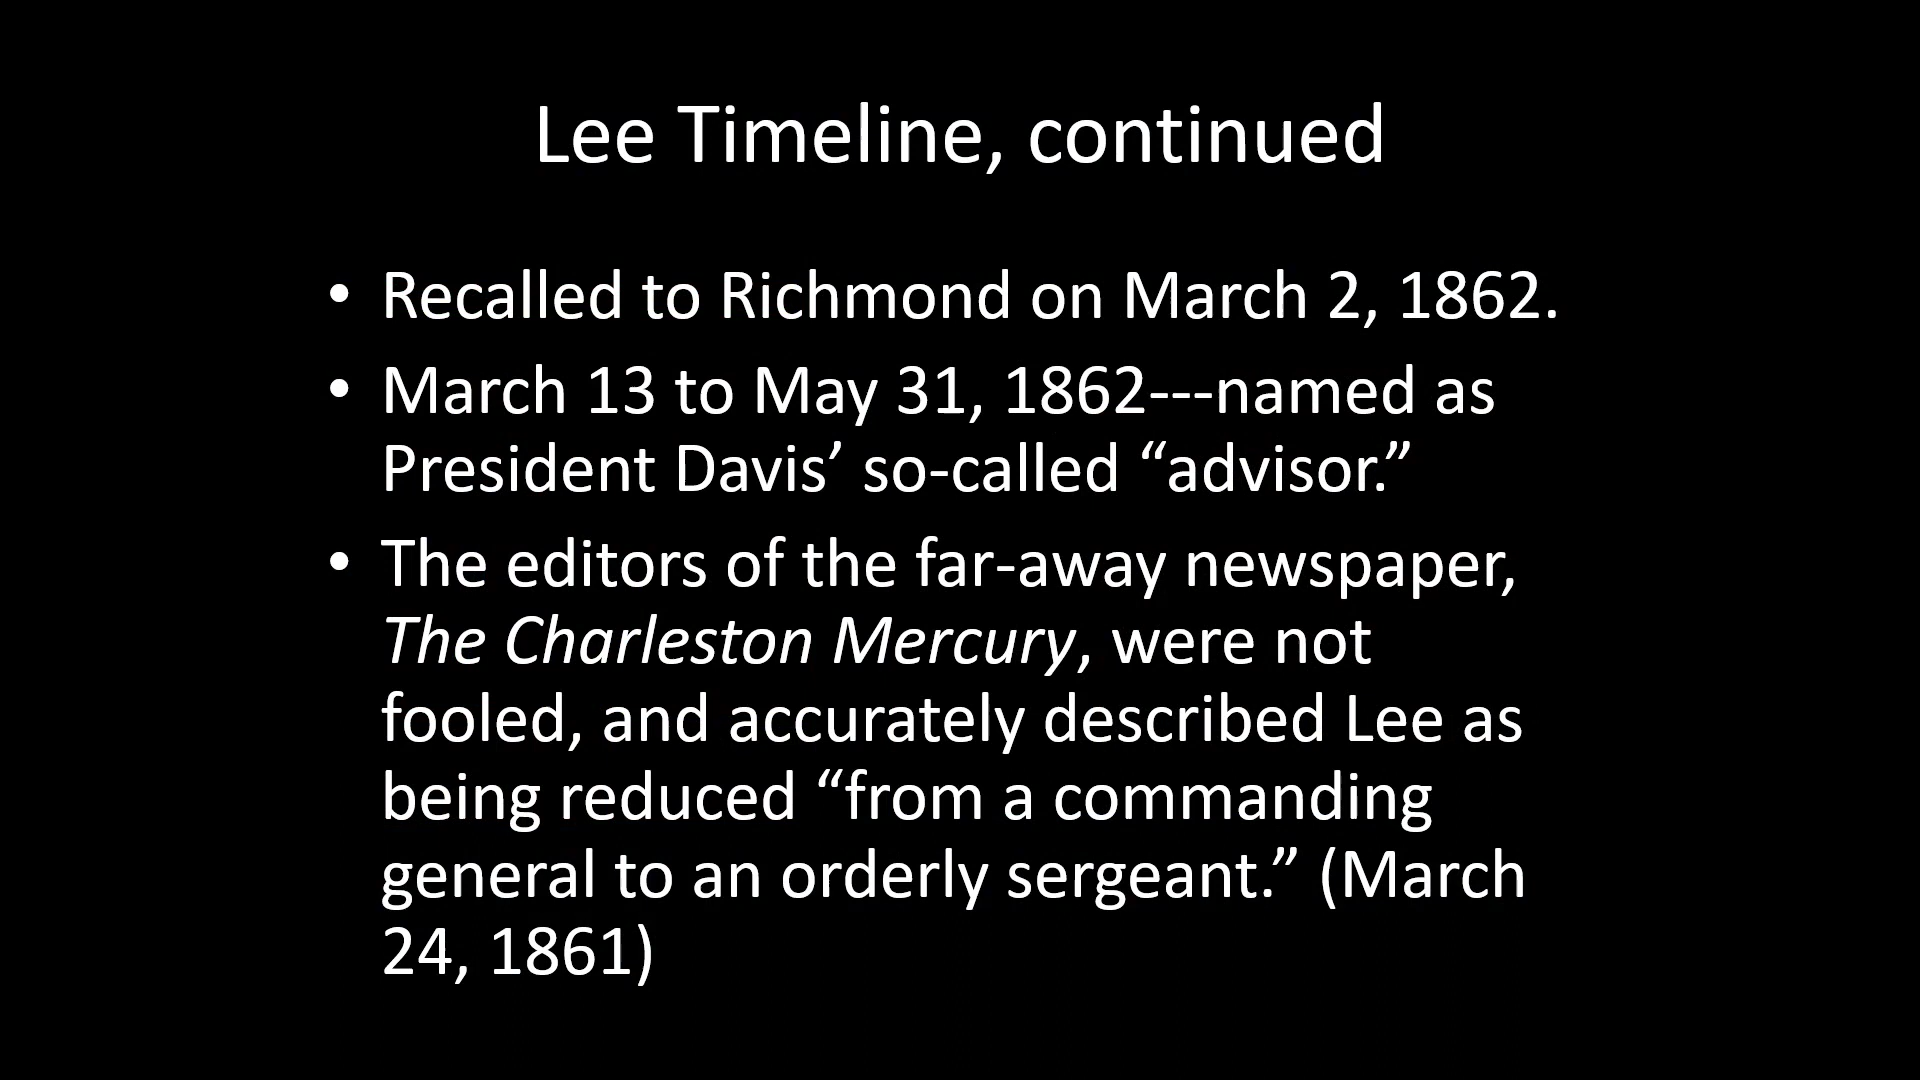 Lee Timeline, continued
• Recalled to Richmond on March 2, 1862.
• March 13 to May 31, 1862---named as
President Davis’ so-called “advisor.”
• The editors of the far-away newspaper,
The Charleston Mercury, were not
fooled, and accurately described Lee as
being reduced “from a commanding
general to an orderly sergeant.” (March
24, 1861)